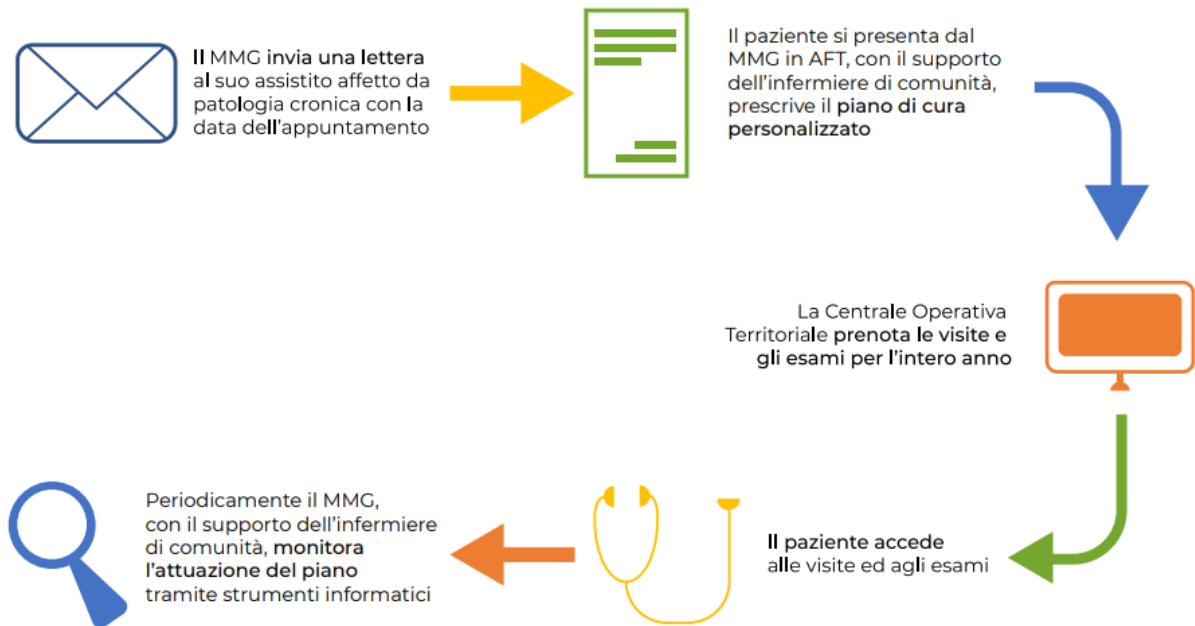 Il MMG invia una lettera
al suo assistito affetto da
patologia cronica con la
data dell'appuntamento
Il paziente si presenta dal
MMG in AFT, con il supporto
dell'infermiere di comunità,
prescrive il piano di cura
personalizzato
La Centrale Operativa
Territoriale prenota le visite e
gli esami per l'intero anno
Il paziente accede
alle visite ed agli esami
Periodicamente il MMG,
con il supporto dell'infermiere
di comunità, monitora
l'attuazione del piano
tramite strumenti informatici